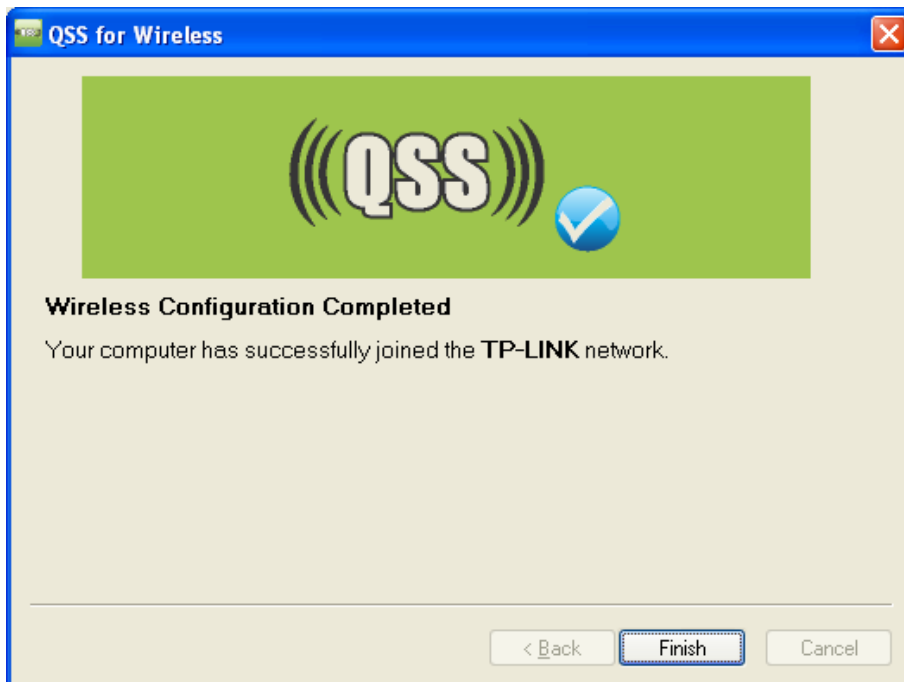 QSS for Wireless
QSS
Wireless Configuration Completed
Your computer has successfully joined the TP-LINK network.
< Back Finish Cancel